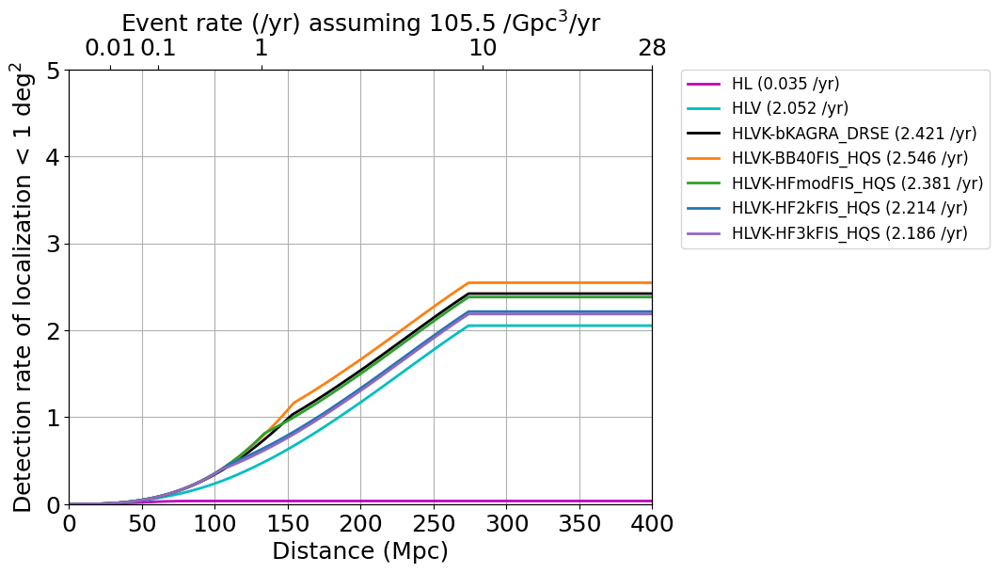 Event rate (/yr) assuming 105.5 /Gpc³/yr
0.01 0.1 1 10 28
Detection rate of localization < 1 deg²
5
4
3
2
1
0
0 50 100 150 200 250 300 350 400
Distance (Mpc)
HL (0.035 /yr)
HLV (2.052 /yr)
HLVK-bKAGRA_DRSE (2.421 /yr)
HLVK-BB40FIS_HQS (2.546 /yr)
HLVK-HFmodFIS_HQS (2.381 /yr)
HLVK-HF2kFIS_HQS (2.214 /yr)
HLVK-HF3kFIS_HQS (2.186 /yr)